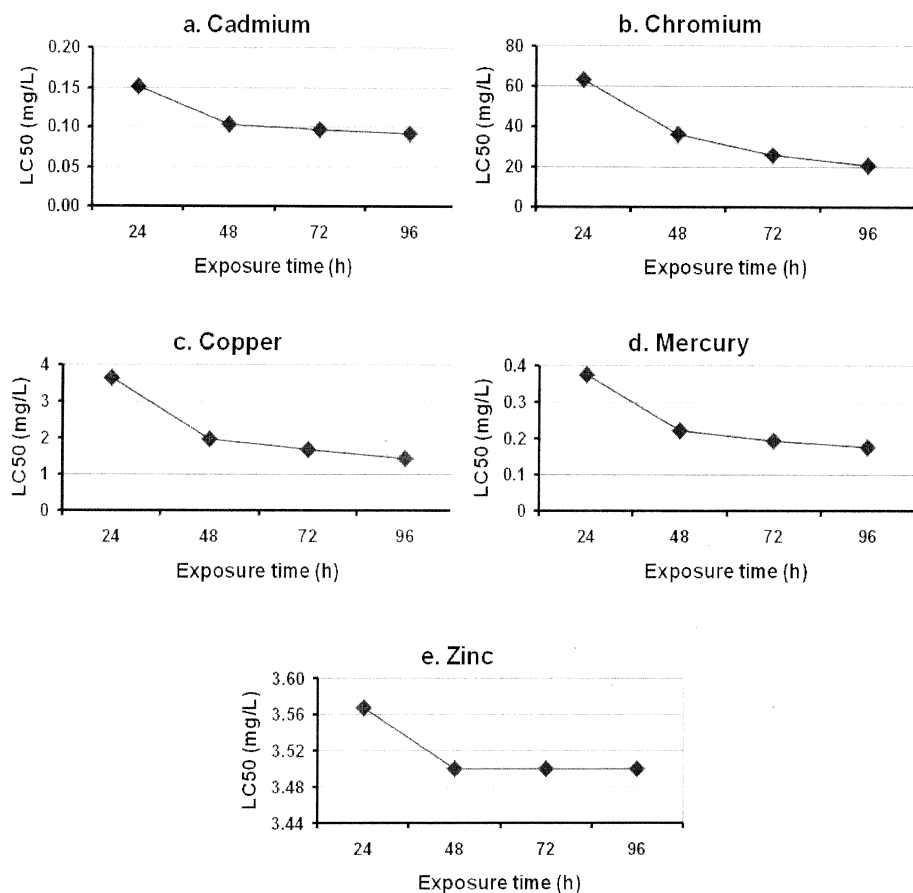 a. Cadmium
LC50 (mg/L)
0.20
0.15
0.10
0.05
0.00
24 48 72 96
Exposure time (h)
b. Chromium
LC50 (mg/L)
80
60
40
20
0
24 48 72 96
Exposure time (h)
c. Copper
LC50 (mg/L)
4
3
2
1
0
24 48 72 96
Exposure time (h)
d. Mercury
LC50 (mg/L)
0.4
0.3
0.2
0.1
0
24 48 72 96
Exposure time (h)
e. Zinc
LC50 (mg/L)
3.60
3.56
3.52
3.48
3.44
24 48 72 96
Exposure time (h)